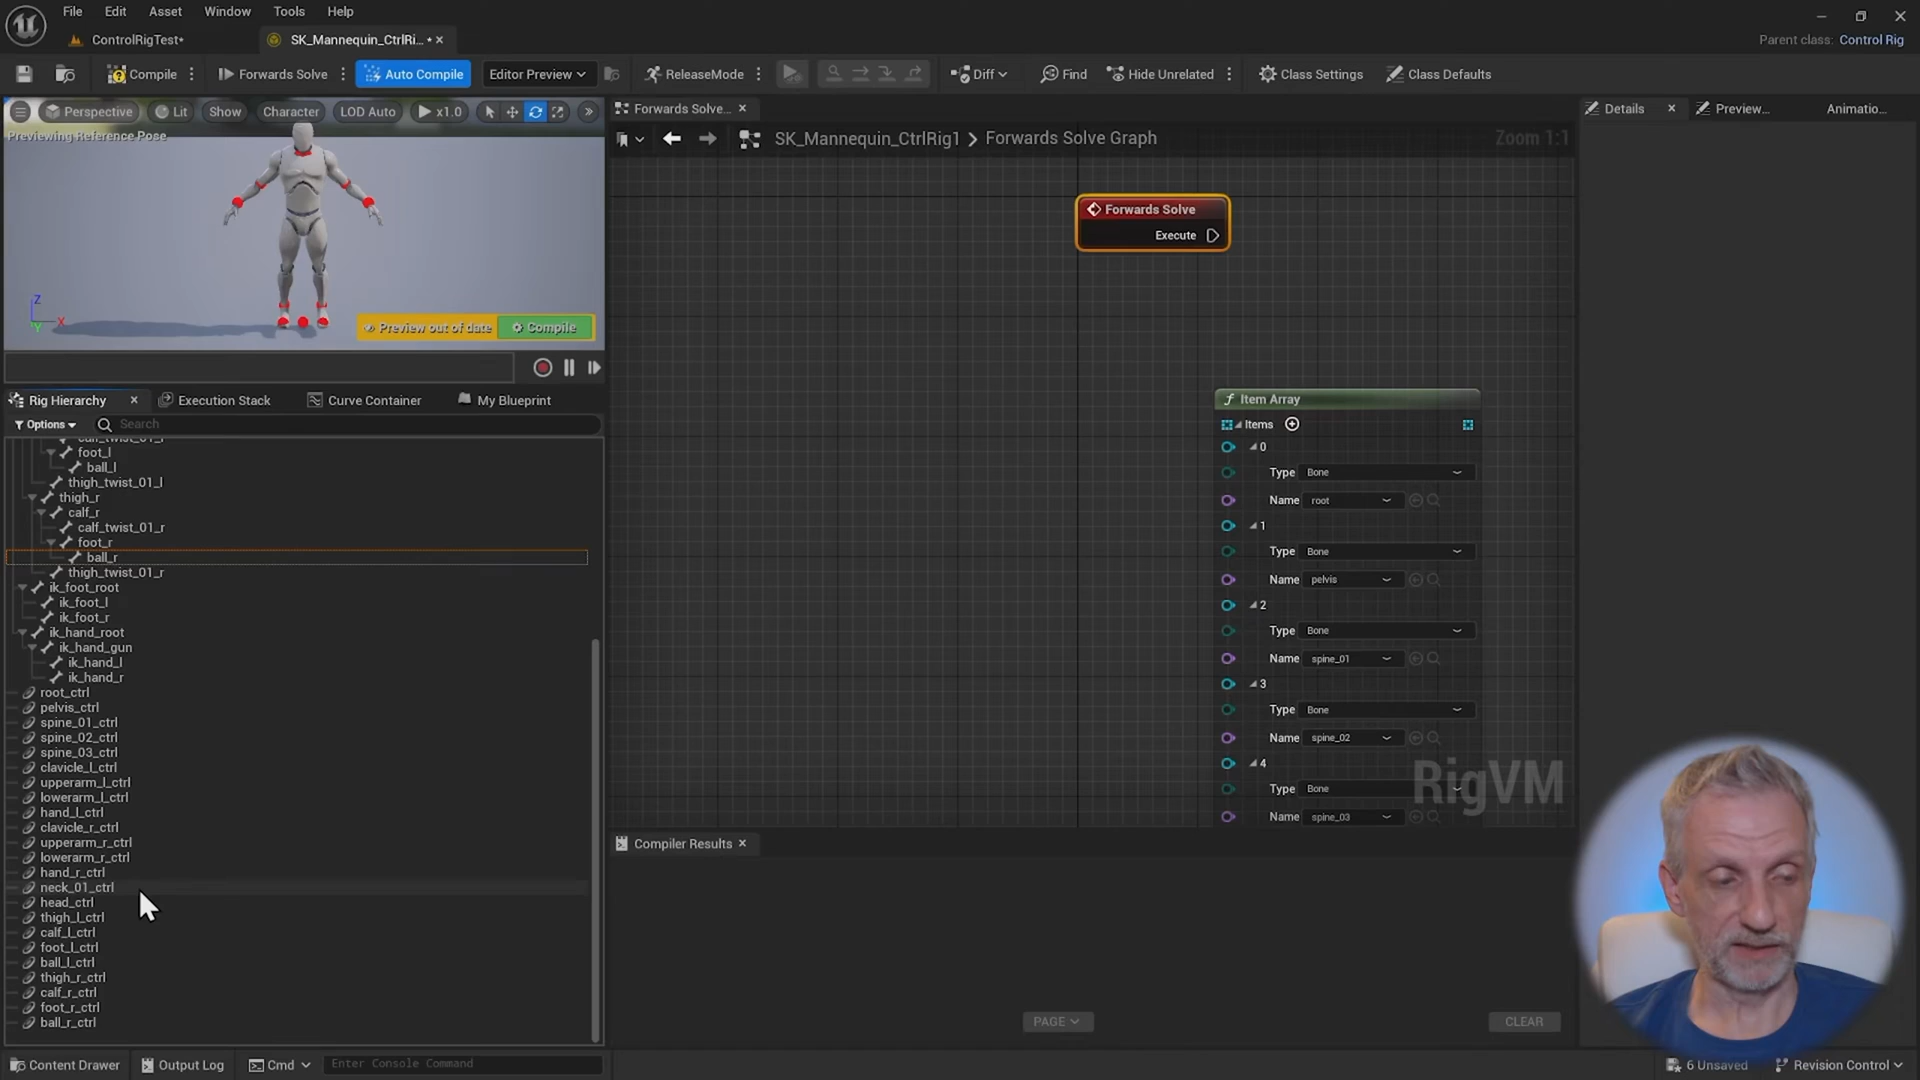 File Edit Asset Window Tools Help
ControlRigTest*
SK_Mannequin_CtrlRi... *
Parent class: Control Rig
Compile
Forwards Solve
Auto Compile
Editor Preview
ReleaseMode
Diff
Find
Hide Unrelated
Class Settings
Class Defaults
Perspective Lit Show Character LOD Auto x1.0
Previewing Reference Pose
Z
X
Y
Preview out of date Compile
Forwards Solve...
SK_Mannequin_CtrlRig1 > Forwards Solve Graph
Zoom 1:1
Details
Preview...
Animatio...
Rig Hierarchy
Execution Stack
Curve Container
My Blueprint
Options
Search
calf_twist_01_l
foot_l
ball_l
thigh_twist_01_l
thigh_r
calf_r
calf_twist_01_r
foot_r
ball_r
thigh_twist_01_r
ik_foot_root
ik_foot_l
ik_foot_r
ik_hand_root
ik_hand_gun
ik_hand_l
ik_hand_r
root_ctrl
pelvis_ctrl
spine_01_ctrl
spine_02_ctrl
spine_03_ctrl
clavicle_l_ctrl
upperarm_l_ctrl
lowerarm_l_ctrl
hand_l_ctrl
clavicle_r_ctrl
upperarm_r_ctrl
lowerarm_r_ctrl
hand_r_ctrl
neck_01_ctrl
head_ctrl
thigh_l_ctrl
calf_l_ctrl
foot_l_ctrl
ball_l_ctrl
thigh_r_ctrl
calf_r_ctrl
foot_r_ctrl
ball_r_ctrl
Forwards Solve
Execute
Item Array
Items
0
Type Bone
Name root
1
Type Bone
Name pelvis
2
Type Bone
Name spine_01
3
Type Bone
Name spine_02
4
Type Bone
Name spine_03
RigVM
Compiler Results
PAGE
CLEAR
Content Drawer
Output Log
Cmd
Enter Console Command
6 Unsaved
Revision Control